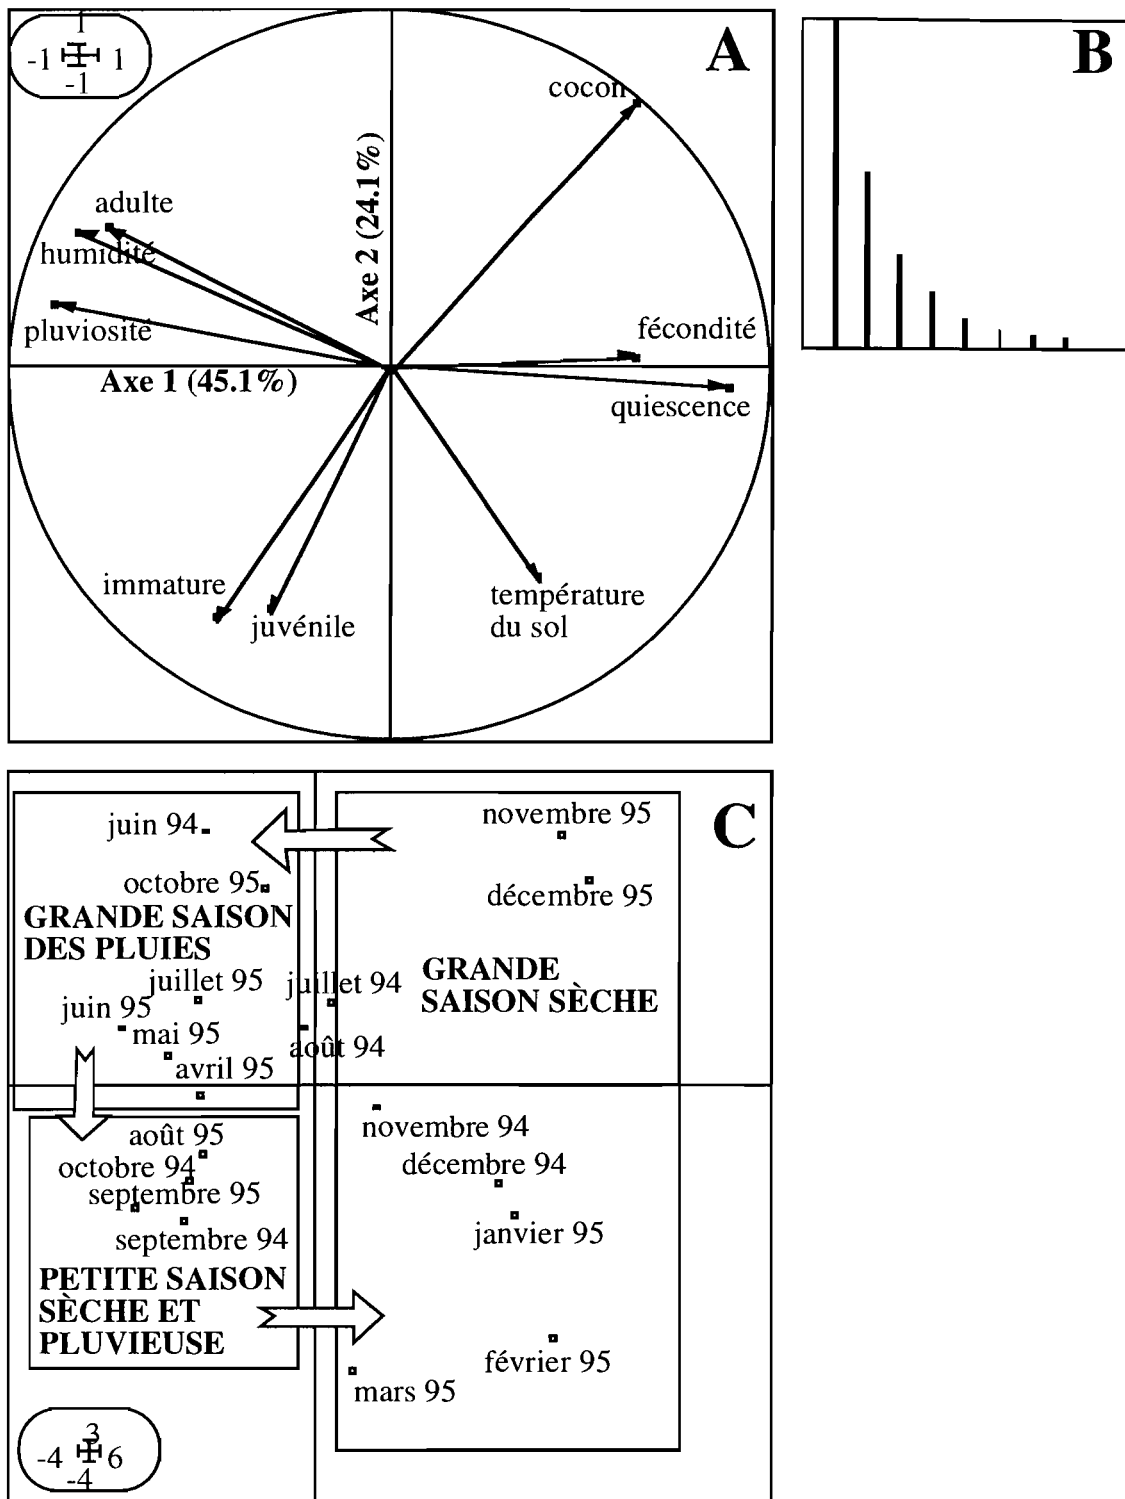 1
-1 1
-1
A
B
cocon
Axe 2 (24.1%)
adulte
humidité
pluviosité
fécondité
Axe 1 (45.1%)
quiescence
immature
juvénile
température
du sol
C
juin 94
novembre 95
octobre 95
décembre 95
GRANDE SAISON
DES PLUIES
GRANDE
SAISON SÈCHE
juillet 95
juillet 94
juin 95
mai 95
août 94
avril 95
août 95
novembre 94
octobre 94
décembre 94
septembre 95
septembre 94
janvier 95
PETITE SAISON
SÈCHE ET
PLUVIEUSE
février 95
mars 95
3
-4 6
-4